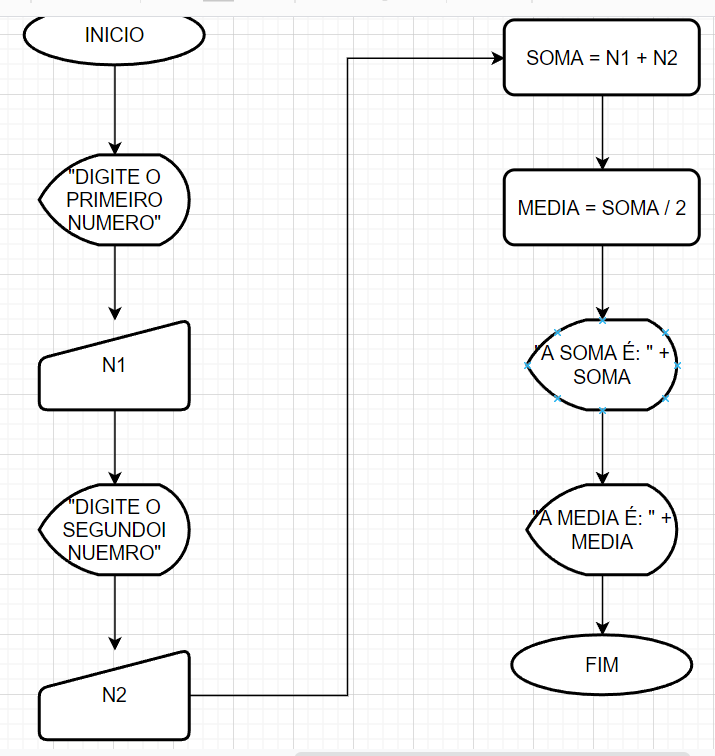 INICIO
"DIGITE O
PRIMEIRO
NUMERO"
N1
"DIGITE O
SEGUNDOI
NUEMRO"
N2
SOMA = N1 + N2
MEDIA = SOMA / 2
"A SOMA É: " +
SOMA
"A MEDIA É: " +
MEDIA
FIM